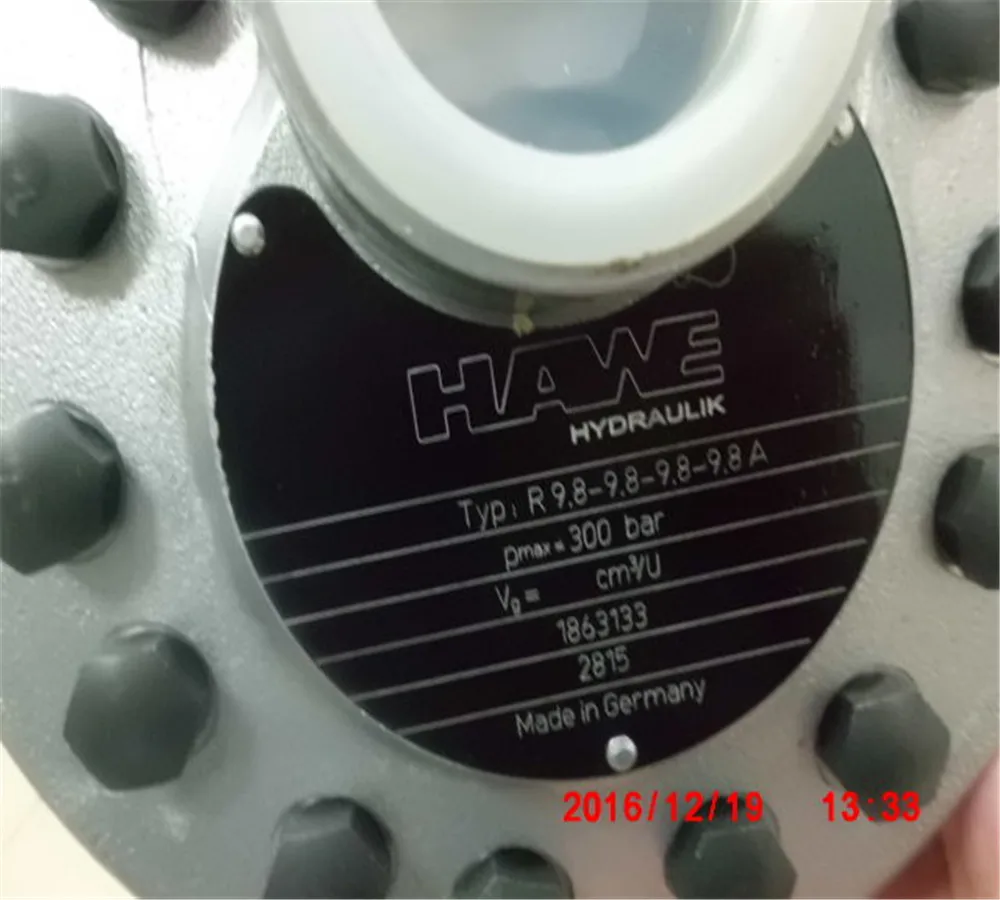 HAWE
HYDRAULIK
Typ: R 9,8-9,8-9,8-9,8 A
pmax = 300 bar
Vg = cm³/U
1863133
2815
Made in Germany
2016/12/19 13:33